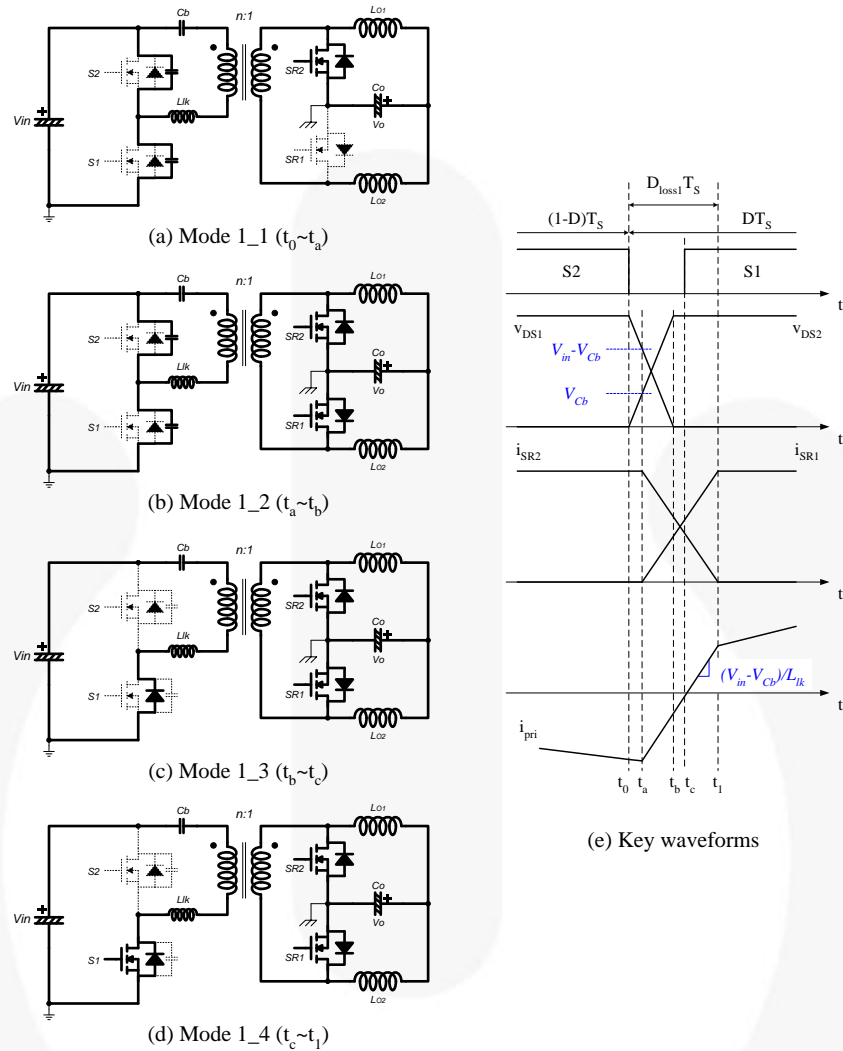 Cb
n:1
LO1
S2
SR2
Llk
Co
Vin
Vo
S1
SR1
LO2
(a) Mode 1_1 (t0~ta)
Cb
n:1
LO1
S2
SR2
Llk
Co
Vin
Vo
S1
SR1
LO2
(b) Mode 1_2 (ta~tb)
Cb
n:1
LO1
S2
SR2
Llk
Co
Vin
Vo
S1
SR1
LO2
(c) Mode 1_3 (tb~tc)
Cb
n:1
LO1
S2
SR2
Llk
Co
Vin
Vo
S1
SR1
LO2
(d) Mode 1_4 (tc~t1)
Dloss1TS
(1-D)TS DTS
S2 S1
t
vDS1 vDS2
Vin-VCb
VCb
t
iSR2 iSR1
t
(Vin-VCb)/Llk
t
ipri
t0 ta tb tc t1
(e) Key waveforms